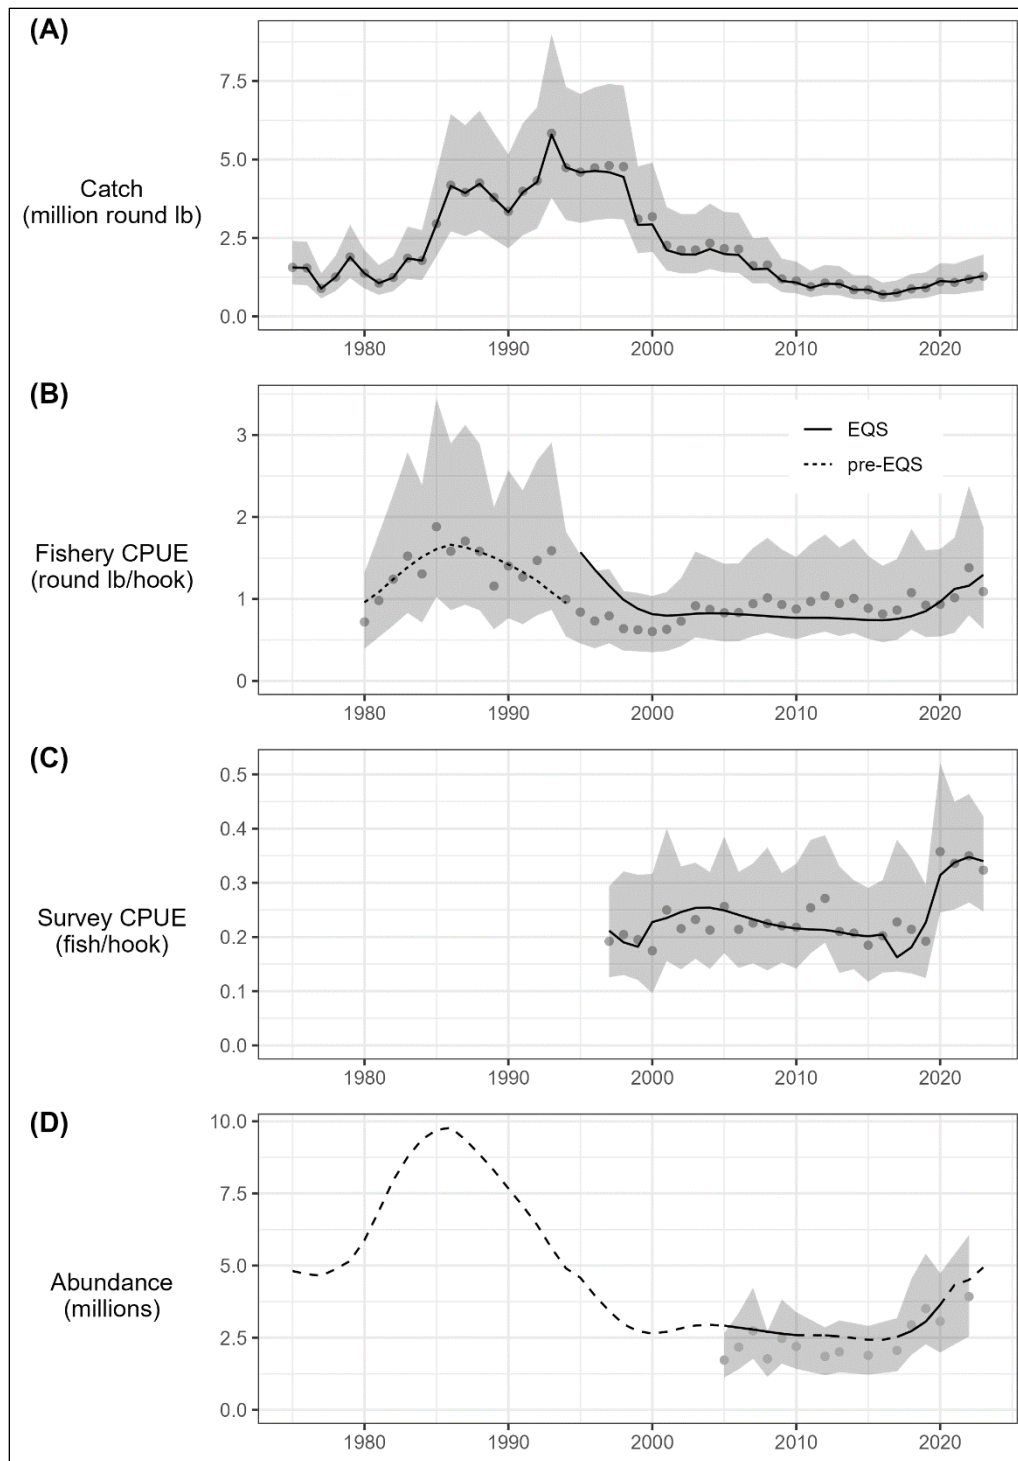 (A)
Catch
(million round lb)
7.5
5.0
2.5
0.0
1980 1990 2000 2010 2020
(B)
Fishery CPUE
(round lb/hook)
3
2
1
0
EQS
pre-EQS
1980 1990 2000 2010 2020
(C)
Survey CPUE
(fish/hook)
0.5
0.4
0.3
0.2
0.1
0.0
1980 1990 2000 2010 2020
(D)
Abundance
(millions)
10.0
7.5
5.0
2.5
0.0
1980 1990 2000 2010 2020